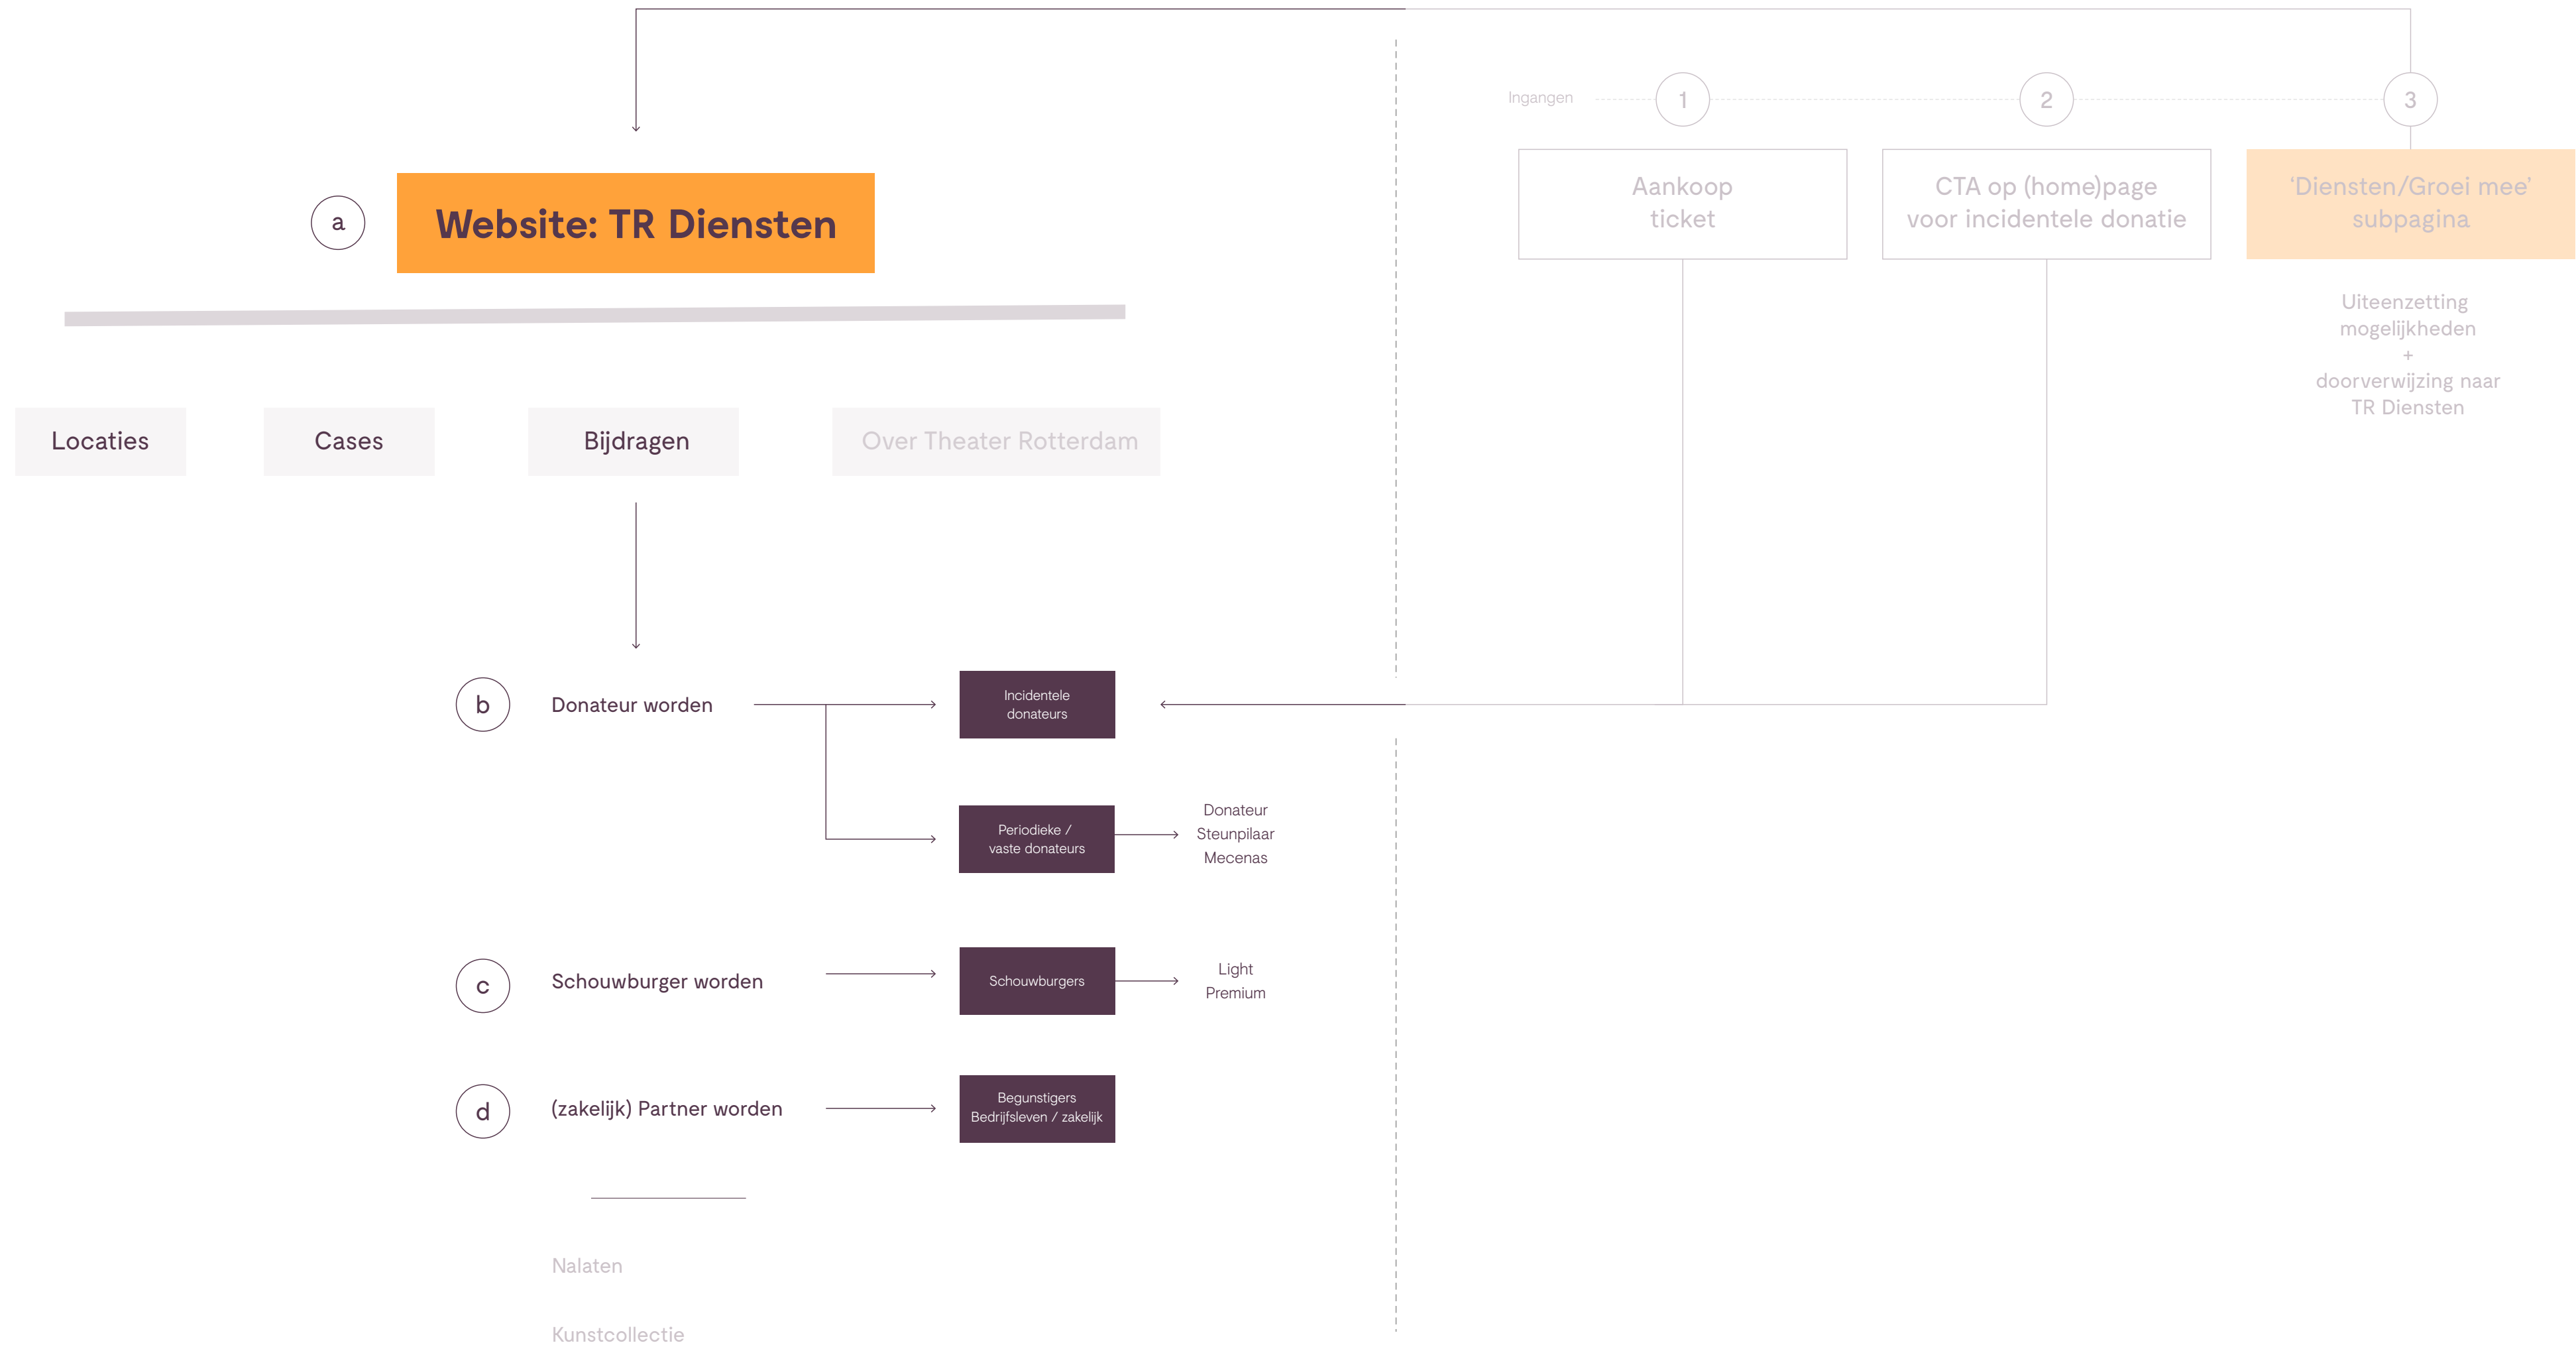 Ingangen
1
2
3
Aankoop
ticket
CTA op (home)page
voor incidentele donatie
‘Diensten/Groei mee’
subpagina
Uiteenzetting
mogelijkheden
+
doorverwijzing naar
TR Diensten
a
Website: TR Diensten
Locaties
Cases
Bijdragen
Over Theater Rotterdam
b
Donateur worden
Incidentele
donateurs
Periodieke /
vaste donateurs
Donateur
Steunpilaar
Mecenas
c
Schouwburger worden
Schouwburgers
Light
Premium
d
(zakelijk) Partner worden
Begunstigers
Bedrijfsleven / zakelijk
Nalaten
Kunstcollectie